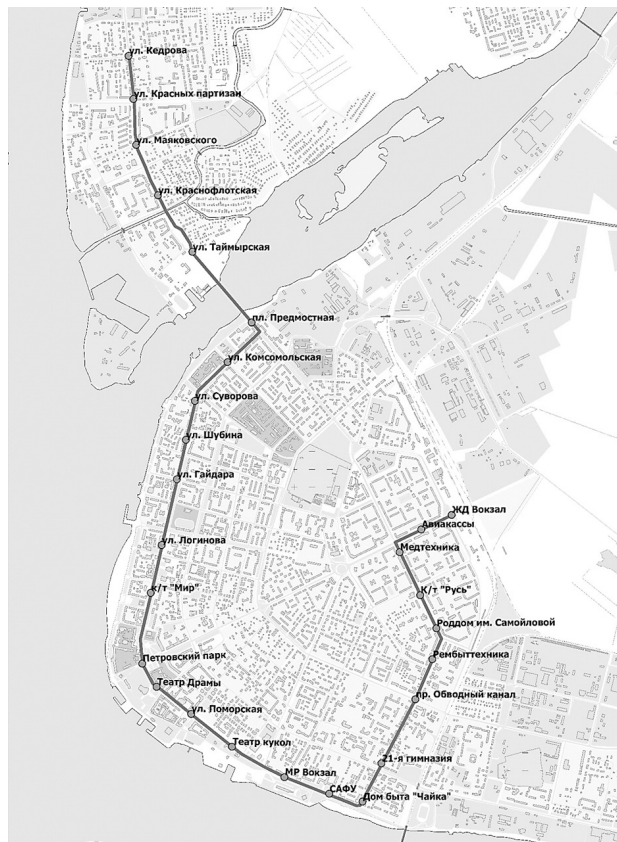 ул. Кедрова
ул. Красных партизан
ул. Маяковского
ул. Краснофлотская
ул. Таймырская
пл. Предмостная
ул. Комсомольская
ул. Суворова
ул. Шубина
ул. Гайдара
ул. Логинова
к/т "Мир"
Петровский парк
Театр Драмы
ул. Поморская
Театр кукол
МР Вокзал
САФУ
Дом быта "Чайка"
21-я гимназия
пр. Обводный канал
Рембыттехника
Роддом им. Самойловой
К/т "Русь"
Медтехника
Авиакассы
ЖД Вокзал